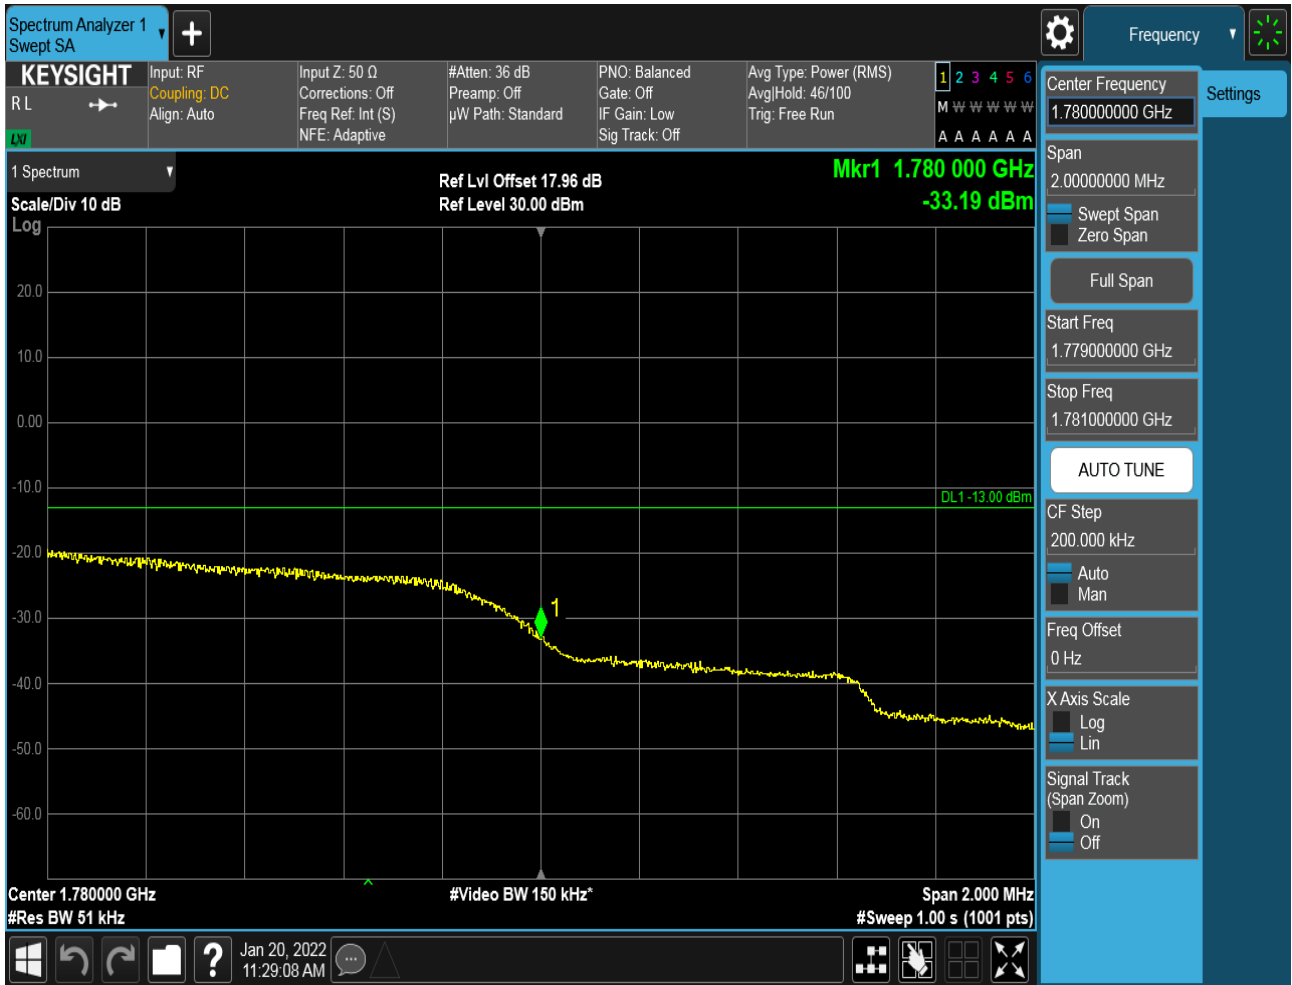 Spectrum Analyzer 1
Swept SA
Frequency
KEYSIGHT
R L
LXI
Input: RF
Coupling: DC
Align: Auto
Input Z: 50 Ω
Corrections: Off
Freq Ref: Int (S)
NFE: Adaptive
#Atten: 36 dB
Preamp: Off
µW Path: Standard
PNO: Balanced
Gate: Off
IF Gain: Low
Sig Track: Off
Avg Type: Power (RMS)
Avg|Hold: 46/100
Trig: Free Run
1 2 3 4 5 6
M W W W W W
A A A A A A
1 Spectrum
Scale/Div 10 dB
Log
Ref Lvl Offset 17.96 dB
Ref Level 30.00 dBm
Mkr1 1.780 000 GHz
-33.19 dBm
20.0
10.0
0.00
-10.0
-20.0
-30.0
-40.0
-50.0
-60.0
DL1 -13.00 dBm
1
Center 1.780000 GHz
#Res BW 51 kHz
#Video BW 150 kHz*
Span 2.000 MHz
#Sweep 1.00 s (1001 pts)
Jan 20, 2022
11:29:08 AM
Center Frequency
1.780000000 GHz
Settings
Span
2.00000000 MHz
Swept Span
Zero Span
Full Span
Start Freq
1.779000000 GHz
Stop Freq
1.781000000 GHz
AUTO TUNE
CF Step
200.000 kHz
Auto
Man
Freq Offset
0 Hz
X Axis Scale
Log
Lin
Signal Track
(Span Zoom)
On
Off